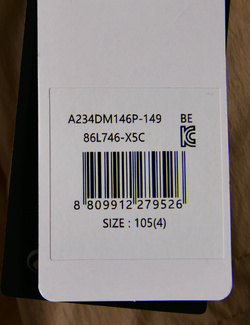 A234DM146P-149 BE
86L746-X5C
8 809912 279526
SIZE : 105(4)